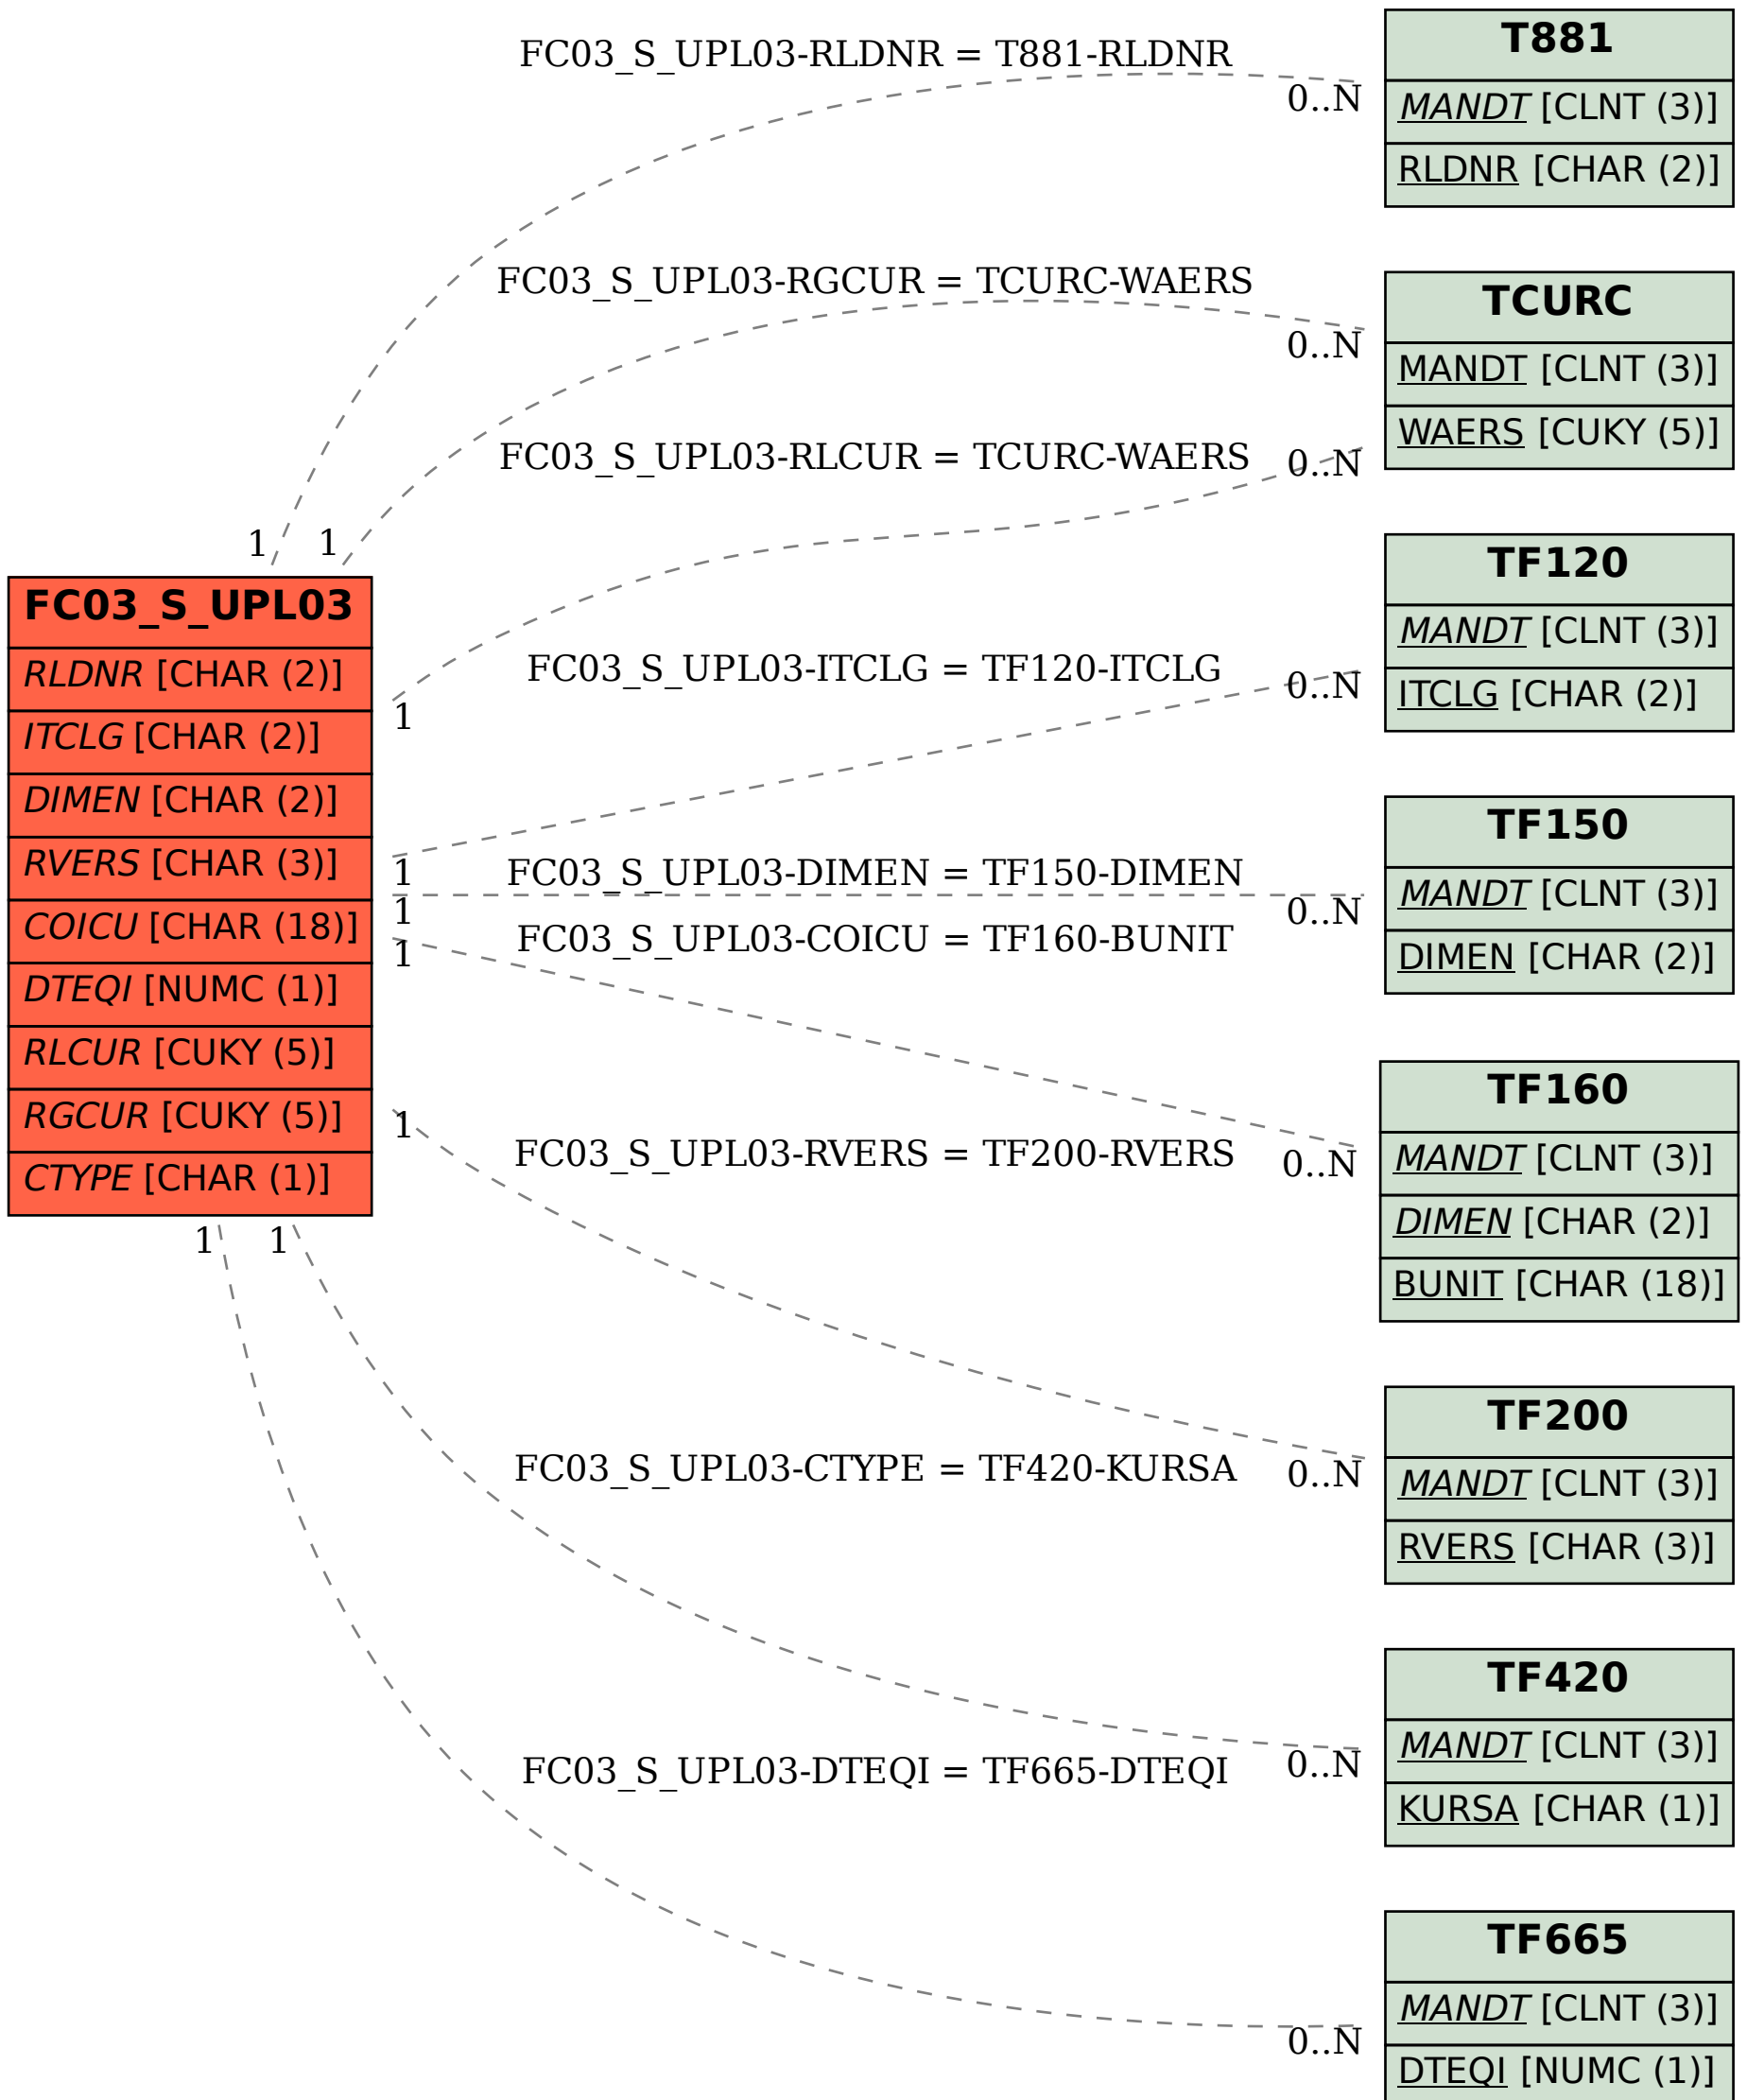 FC03_S_UPL03-RLDNR = T881-RLDNR
0..N
T881
MANDT [CLNT (3)]
RLDNR [CHAR (2)]
FC03_S_UPL03-RGCUR = TCURC-WAERS
0..N
TCURC
MANDT [CLNT (3)]
WAERS [CUKY (5)]
FC03_S_UPL03-RLCUR = TCURC-WAERS
0..N
1
1
FC03_S_UPL03
RLDNR [CHAR (2)]
ITCLG [CHAR (2)]
DIMEN [CHAR (2)]
RVERS [CHAR (3)]
COICU [CHAR (18)]
DTEQI [NUMC (1)]
RLCUR [CUKY (5)]
RGCUR [CUKY (5)]
CTYPE [CHAR (1)]
1
1
1
1
1
1
1
FC03_S_UPL03-ITCLG = TF120-ITCLG
0..N
TF120
MANDT [CLNT (3)]
ITCLG [CHAR (2)]
FC03_S_UPL03-DIMEN = TF150-DIMEN
0..N
TF150
MANDT [CLNT (3)]
DIMEN [CHAR (2)]
FC03_S_UPL03-COICU = TF160-BUNIT
0..N
TF160
MANDT [CLNT (3)]
DIMEN [CHAR (2)]
BUNIT [CHAR (18)]
FC03_S_UPL03-RVERS = TF200-RVERS
0..N
TF200
MANDT [CLNT (3)]
RVERS [CHAR (3)]
FC03_S_UPL03-CTYPE = TF420-KURSA
0..N
TF420
MANDT [CLNT (3)]
KURSA [CHAR (1)]
FC03_S_UPL03-DTEQI = TF665-DTEQI
0..N
TF665
MANDT [CLNT (3)]
DTEQI [NUMC (1)]